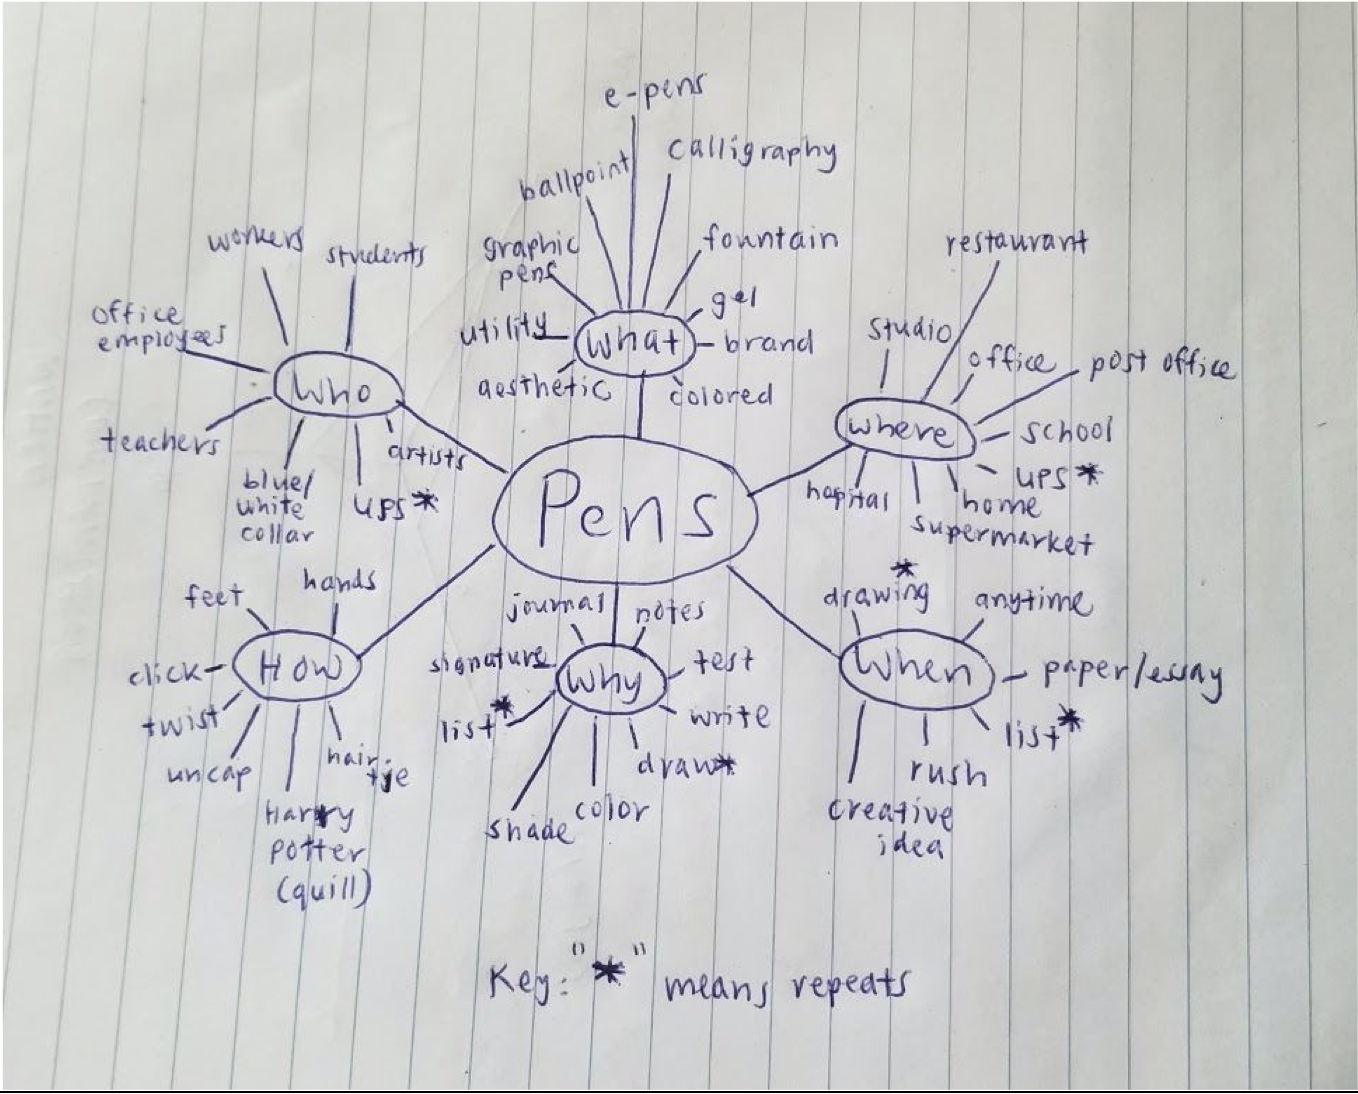 e-pens
calligraphy
ballpoint
fountain
graphic
pens
gel
utility
what
brand
aesthetic
colored
workers
students
office
employees
Who
teachers
artists
blue/
white
collar
UPS*
restaurant
studio
office
post office
where
school
UPS*
hopital
home
supermarket
Pens
feet
hands
click
How
twist
uncap
hair
tie
Harry
potter
(quill)
journal
notes
signature
Why
test
list*
write
draw*
shade
color
drawing*
anytime
When
paper/essay
list*
rush
creative
idea
Key: "*" means repeats